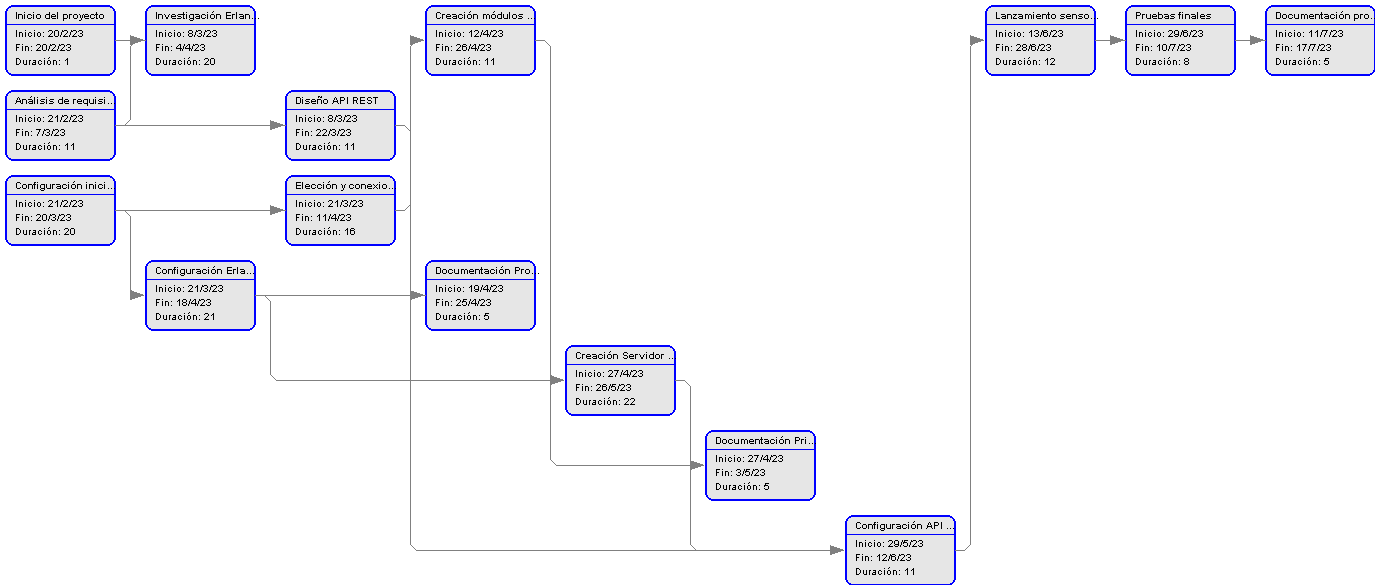 Inicio del proyecto
Inicio: 20/2/23
Fin: 20/2/23
Duración: 1
Investigación Erlan...
Inicio: 8/3/23
Fin: 4/4/23
Duración: 20
Creación módulos ...
Inicio: 12/4/23
Fin: 26/4/23
Duración: 11
Lanzamiento senso...
Inicio: 13/6/23
Fin: 28/6/23
Duración: 12
Pruebas finales
Inicio: 29/6/23
Fin: 10/7/23
Duración: 8
Documentación pro...
Inicio: 11/7/23
Fin: 17/7/23
Duración: 5
Análisis de requisi...
Inicio: 21/2/23
Fin: 7/3/23
Duración: 11
Diseño API REST
Inicio: 8/3/23
Fin: 22/3/23
Duración: 11
Configuración inici...
Inicio: 21/2/23
Fin: 20/3/23
Duración: 20
Elección y conexio...
Inicio: 21/3/23
Fin: 11/4/23
Duración: 16
Configuración Erla...
Inicio: 21/3/23
Fin: 18/4/23
Duración: 21
Documentación Pro...
Inicio: 19/4/23
Fin: 25/4/23
Duración: 5
Creación Servidor ...
Inicio: 27/4/23
Fin: 26/5/23
Duración: 22
Documentación Pri...
Inicio: 27/4/23
Fin: 3/5/23
Duración: 5
Configuración API ...
Inicio: 29/5/23
Fin: 12/6/23
Duración: 11